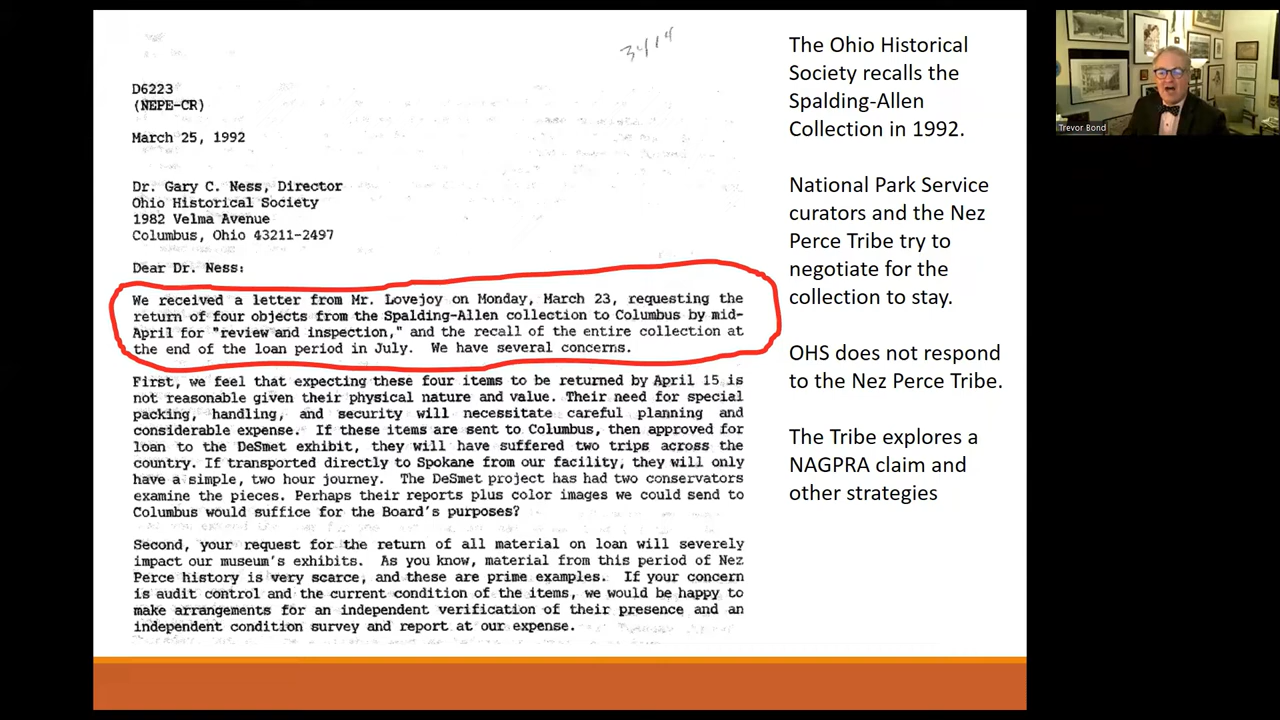 3414
D6223
(NEPE-CR)
March 25, 1992
Dr. Gary C. Ness, Director
Ohio Historical Society
1982 Velma Avenue
Columbus, Ohio 43211-2497
Dear Dr. Ness:
We received a letter from Mr. Lovejoy on Monday, March 23, requesting the
return of four objects from the Spalding-Allen collection to Columbus by mid-
April for "review and inspection," and the recall of the entire collection at
the end of the loan period in July. We have several concerns.
First, we feel that expecting these four items to be returned by April 15 is
not reasonable given their physical nature and value. Their need for special
packing, handling, and security will necessitate careful planning and
considerable expense. If these items are sent to Columbus, then approved for
loan to the DeSmet exhibit, they will have suffered two trips across the
country. If transported directly to Spokane from our facility, they will only
have a simple, two hour journey. The DeSmet project has had two conservators
examine the pieces. Perhaps their reports plus color images we could send to
Columbus would suffice for the Board's purposes?
Second, your request for the return of all material on loan will severely
impact our museum's exhibits. As you know, material from this period of Nez
Perce history is very scarce, and these are prime examples. If your concern
is audit control and the current condition of the items, we would be happy to
make arrangements for an independent verification of their presence and an
independent condition survey and report at our expense.
The Ohio Historical
Society recalls the
Spalding-Allen
Collection in 1992.
National Park Service
curators and the Nez
Perce Tribe try to
negotiate for the
collection to stay.
OHS does not respond
to the Nez Perce Tribe.
The Tribe explores a
NAGPRA claim and
other strategies
Trevor Bond